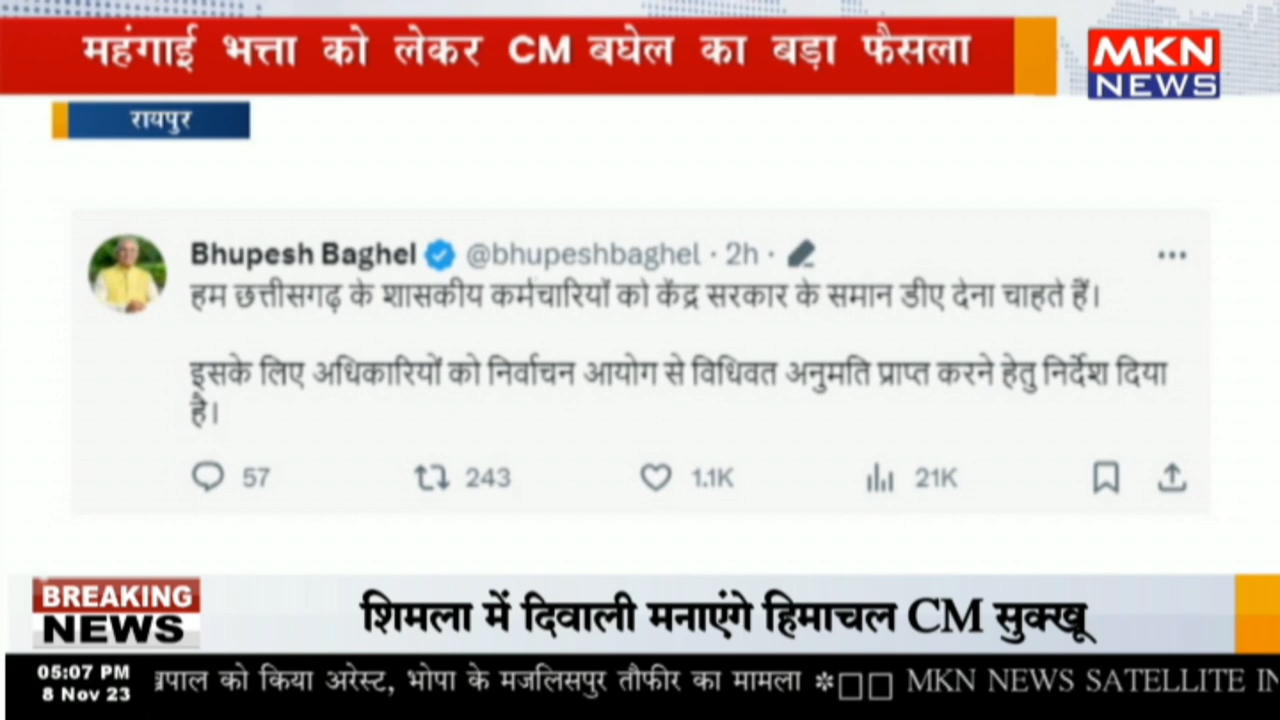 महंगाई भत्ता को लेकर CM बघेल का बड़ा फैसला
MKN
NEWS
रायपुर
Bhupesh Baghel @bhupeshbaghel · 2h ·
हम छत्तीसगढ़ के शासकीय कर्मचारियों को केंद्र सरकार के समान डीए देना चाहते हैं।
इसके लिए अधिकारियों को निर्वाचन आयोग से विधिवत अनुमति प्राप्त करने हेतु निर्देश दिया
है।
57 243 1.1K 21K
BREAKING
NEWS
शिमला में दिवाली मनाएंगे हिमाचल CM सुक्खू
05:07 PM
8 Nov 23
को किया अरेस्ट, भोपा के मजलिसपुर तौफीर का मामला *□□ MKN NEWS SATELLITE